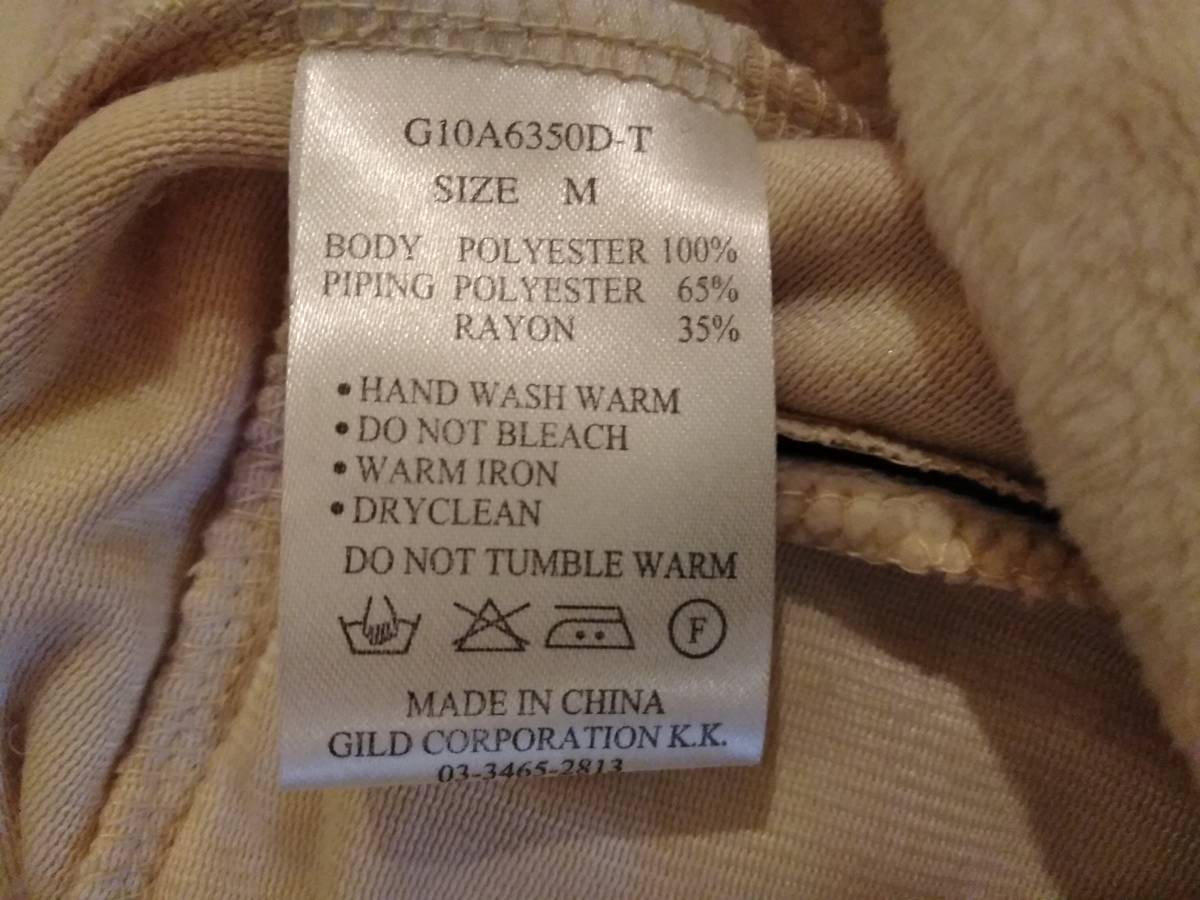 G10A6350D-T
SIZE M
BODY POLYESTER 100%
PIPING POLYESTER 65%
RAYON 35%
•HAND WASH WARM
•DO NOT BLEACH
•WARM IRON
•DRYCLEAN
DO NOT TUMBLE WARM
F
MADE IN CHINA
GILD CORPORATION K.K.
03-3465-2813